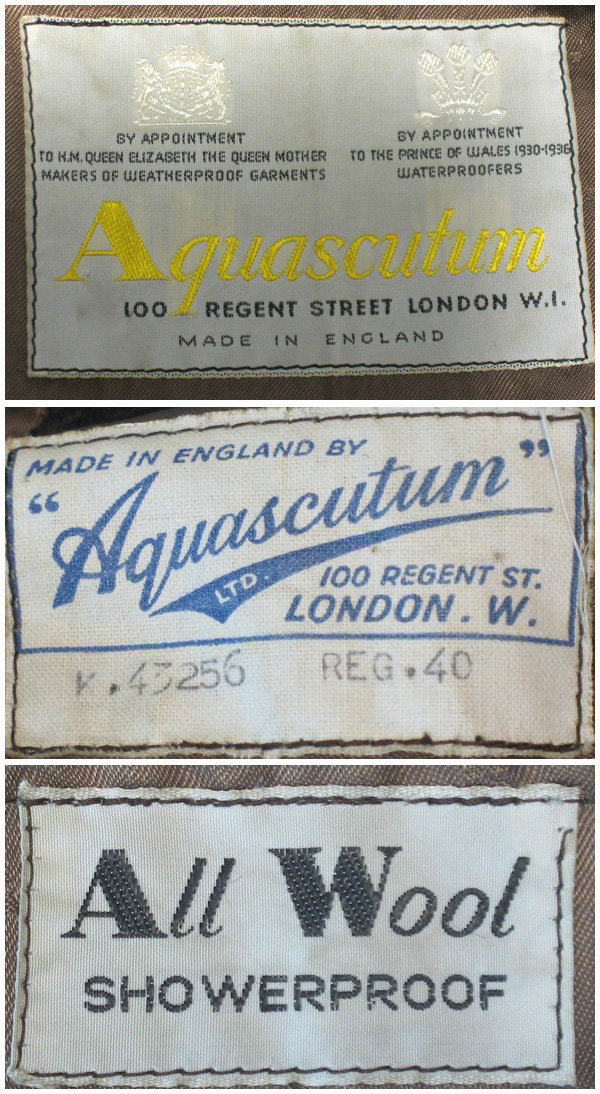 BY APPOINTMENT
TO H.M. QUEEN ELIZABETH THE QUEEN MOTHER
MAKERS OF WEATHERPROOF GARMENTS
BY APPOINTMENT
TO THE PRINCE OF WALES 1930-1936
WATERPROOFERS
Aquascutum
100 REGENT STREET LONDON W.1.
MADE IN ENGLAND
MADE IN ENGLAND BY
“Aquascutum”
LTD.
100 REGENT ST.
LONDON. W.
K.43256 REG.40
All Wool
SHOWERPROOF